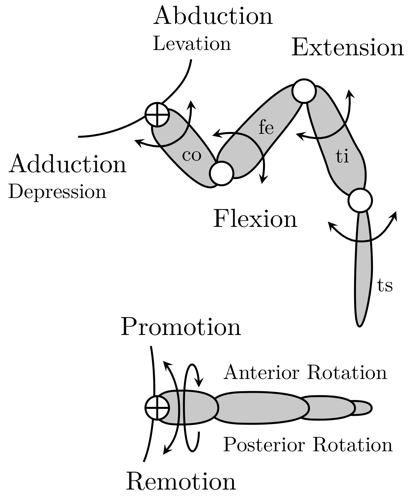 Abduction
Levation
Extension
fe
co
ti
Adduction
Depression
Flexion
ts
Promotion
Anterior Rotation
Posterior Rotation
Remotion